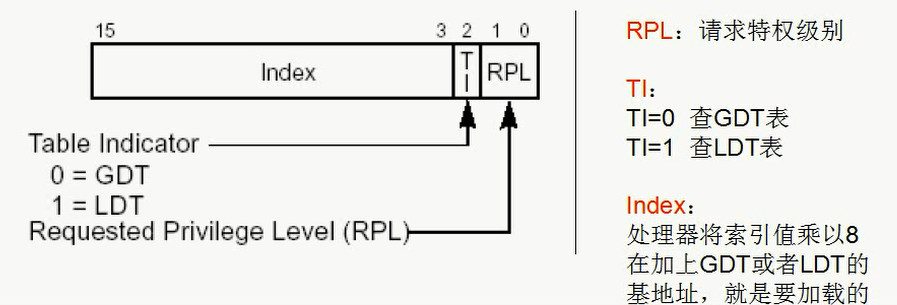 15 3 2 1 0
Index TI RPL
Table Indicator
0 = GDT
1 = LDT
Requested Privilege Level (RPL)
RPL：请求特权级别
TI：
TI=0 查GDT表
TI=1 查LDT表
Index：
处理器将索引值乘以8
在加上GDT或者LDT的
基地址，就是要加载的